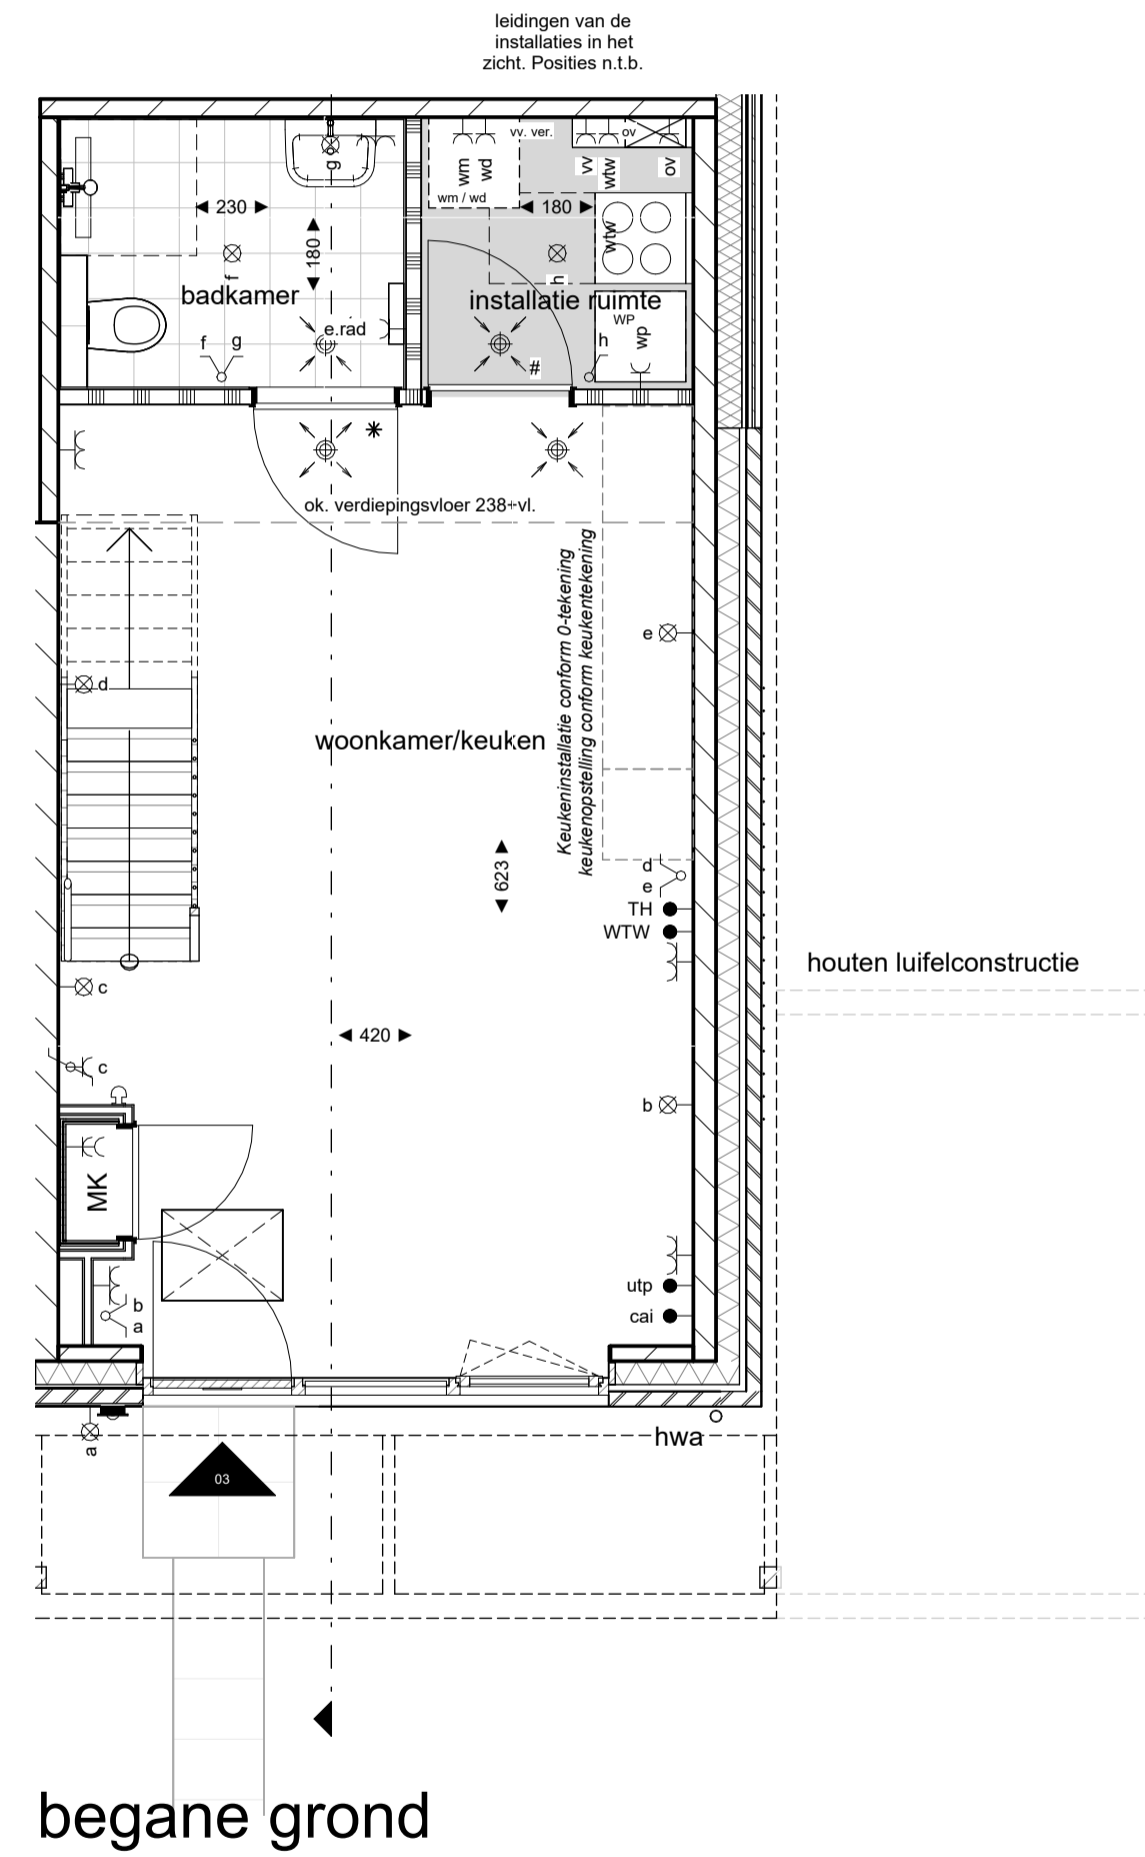 leidingen van de
installaties in het
zicht. Posities n.t.b.
vv. ver.
ov
g
wm
wd
vv
wtw
ov
wm / wd
230
180
180
wtw
f
h
badkamer
installatie ruimte
WP
wp
e.rad
f g
h
#
ok. verdiepingsvloer 238+vl.
Keukeninstallatie conform 0-tekening
keukenopstelling conform keukentekening
e
d
woonkamer/keuken
623
d
e
TH
WTW
houten luifelconstructie
c
420
c
b
MK
utp
b
a
cai
hwa
a
03
begane grond